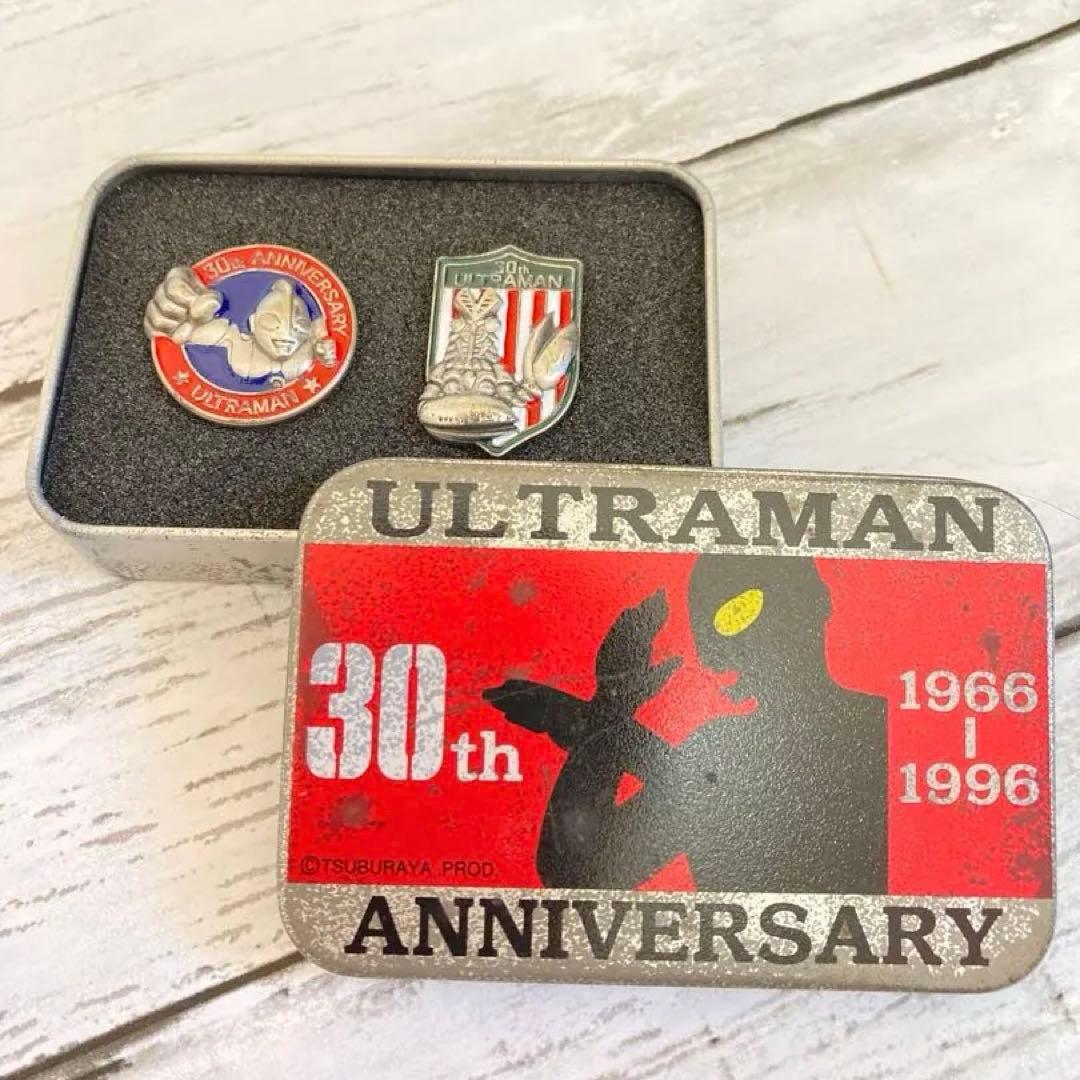 30th ANNIVERSARY
ULTRAMAN
30th
ULTRAMAN
ULTRAMAN
30th
1966
1996
©TSUBURAYA PROD.
ANNIVERSARY